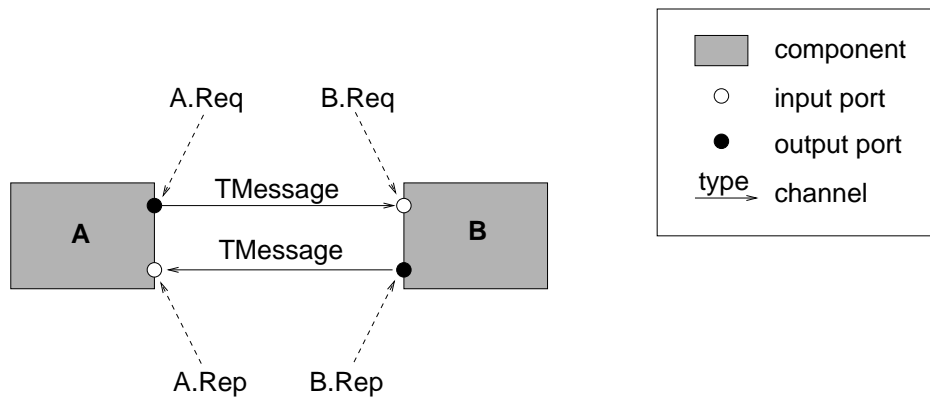 component
A.Req
B.Req
input port
output port
TMessage
type
channel
A
B
TMessage
A.Rep
B.Rep